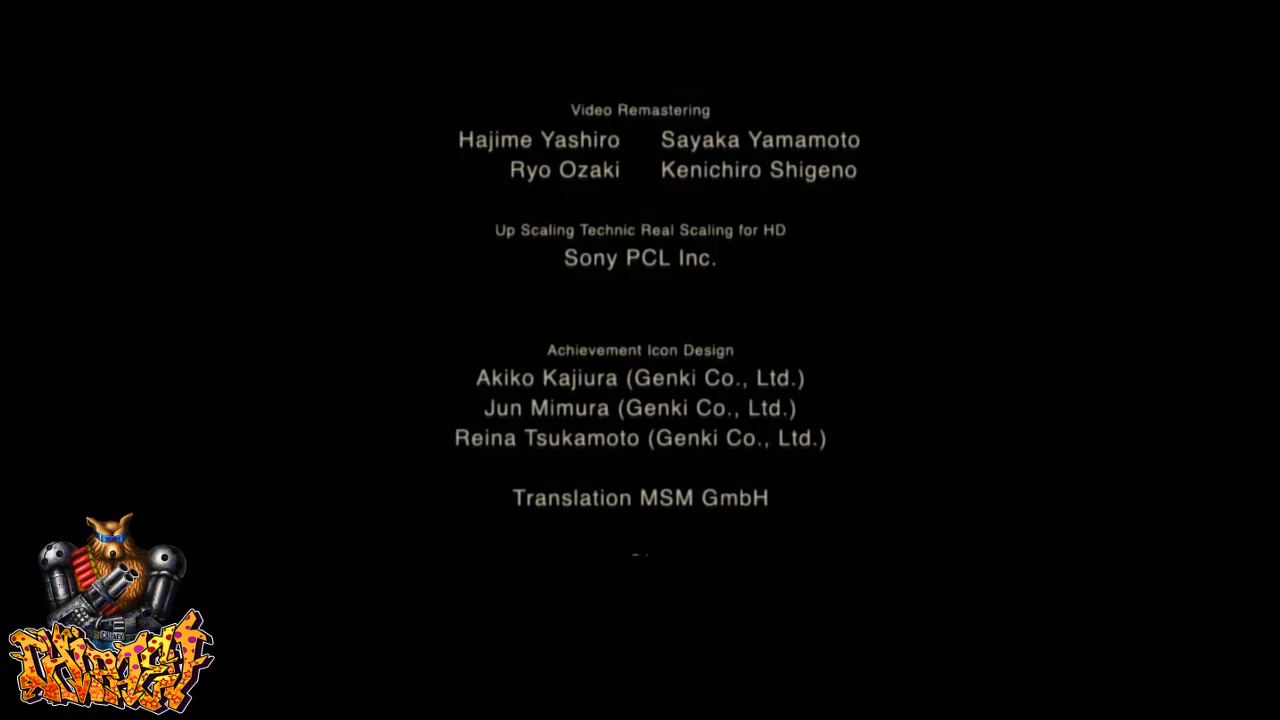 Video Remastering
Hajime Yashiro Sayaka Yamamoto
Ryo Ozaki Kenichiro Shigeno
Up Scaling Technic Real Scaling for HD
Sony PCL Inc.
Achievement Icon Design
Akiko Kajiura (Genki Co., Ltd.)
Jun Mimura (Genki Co., Ltd.)
Reina Tsukamoto (Genki Co., Ltd.)
Translation MSM GmbH